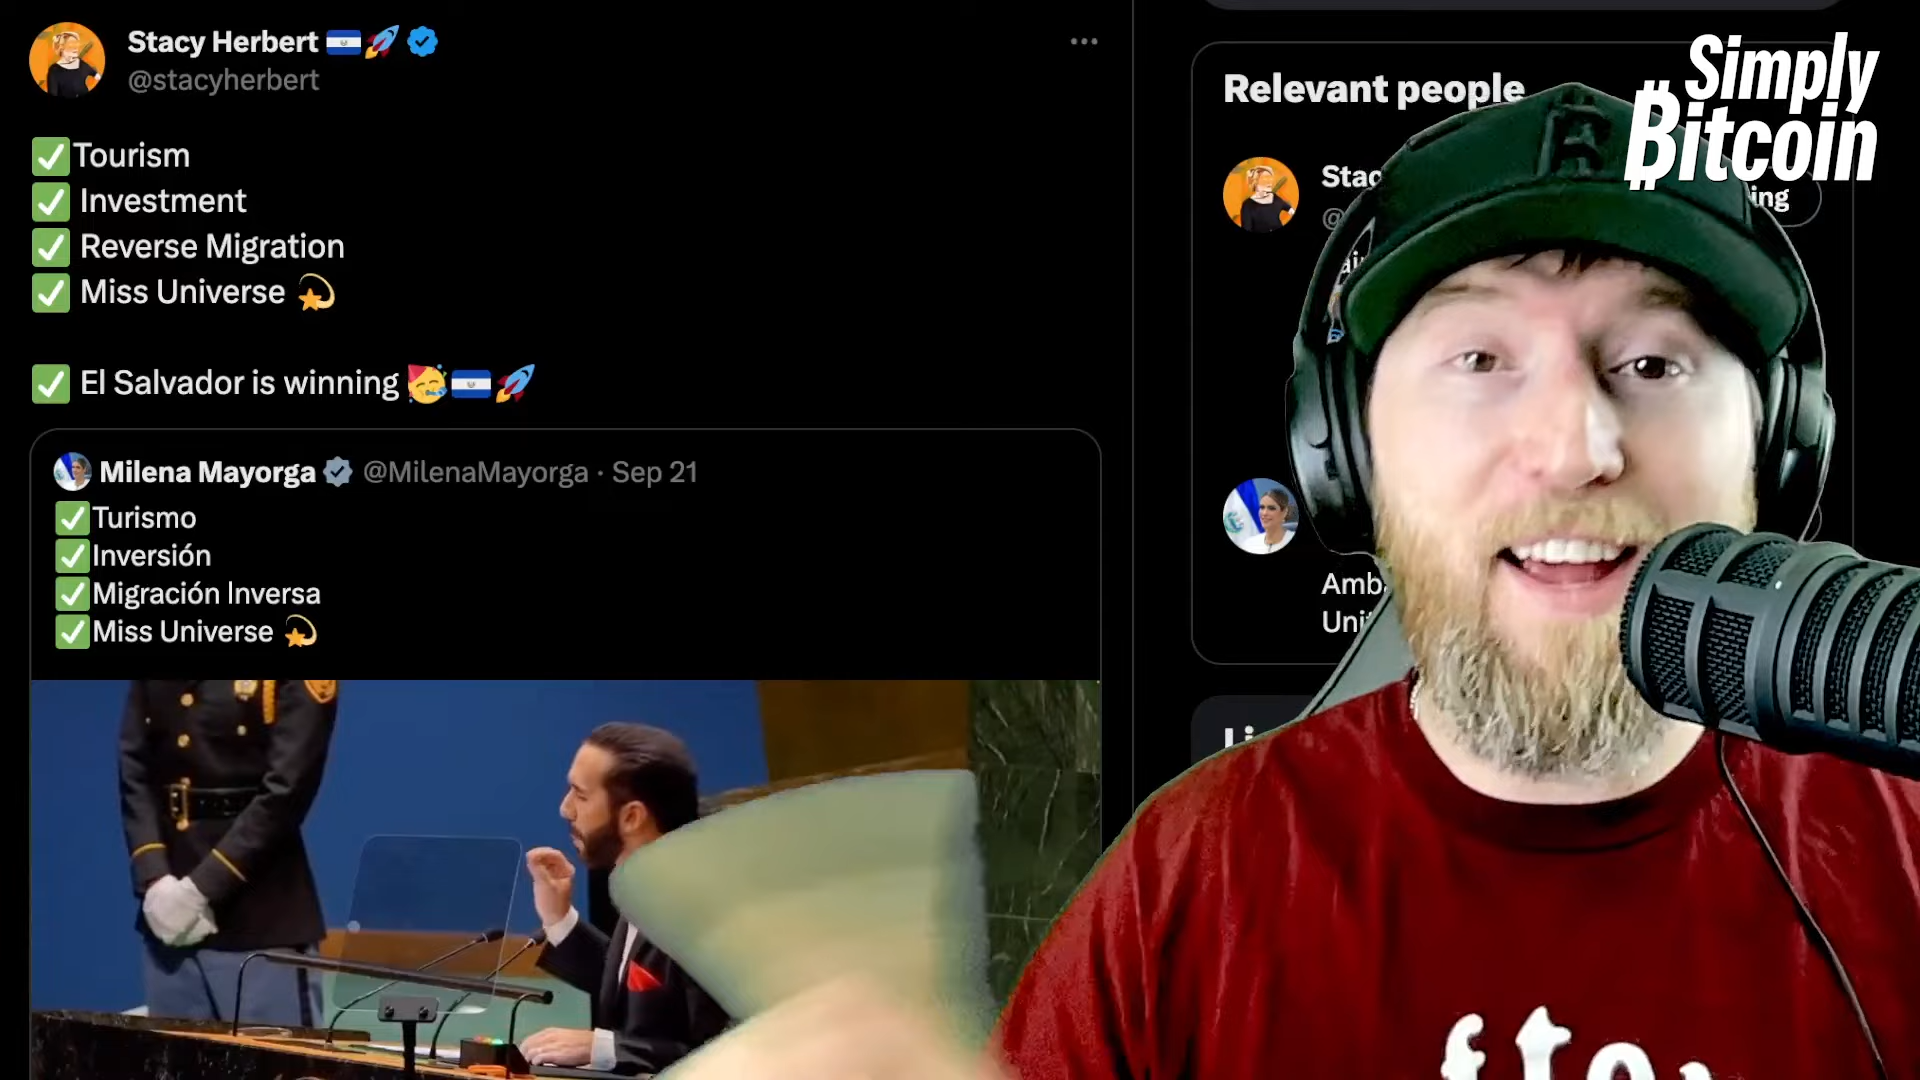 Stacy Herbert
@stacyherbert
Tourism
Investment
Reverse Migration
Miss Universe
El Salvador is winning
Milena Mayorga @MilenaMayorga · Sep 21
Turismo
Inversión
Migración Inversa
Miss Universe
Relevant people
Simply
Bitcoin